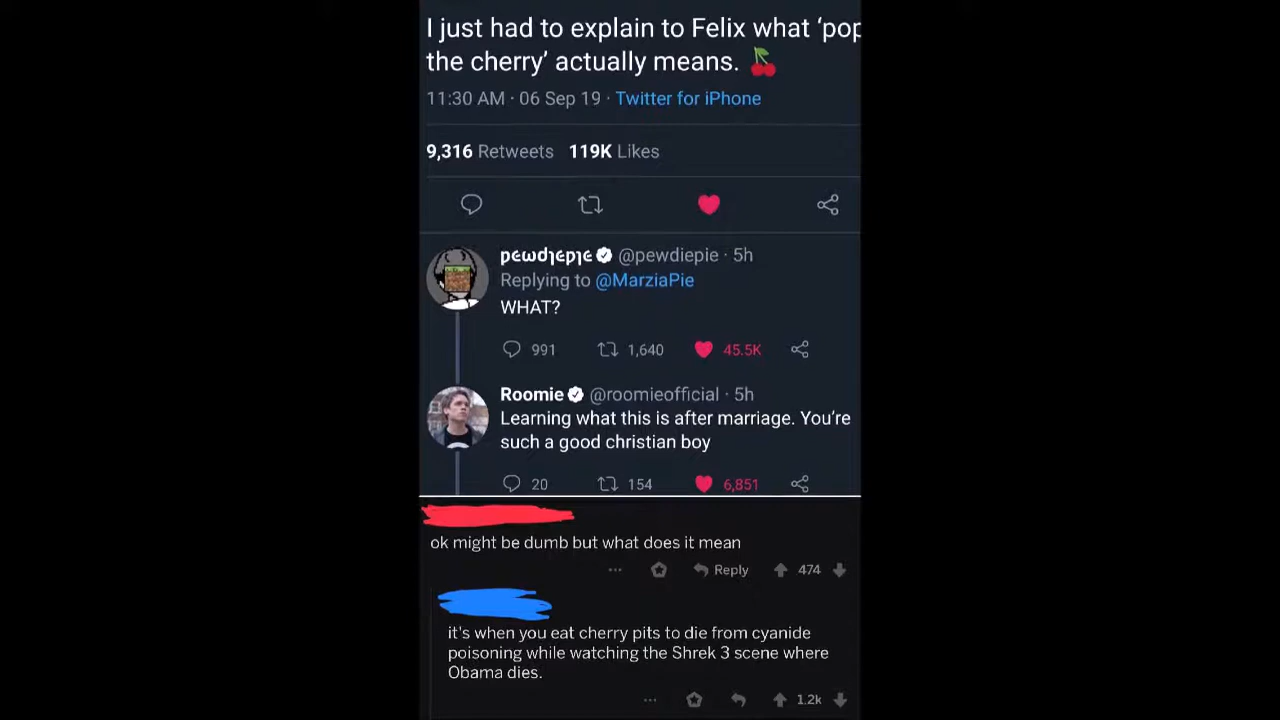 I just had to explain to Felix what ‘pop
the cherry’ actually means. 🍒
11:30 AM · 06 Sep 19 · Twitter for iPhone
9,316 Retweets 119K Likes
pєωd]єp]є @pewdiepie · 5h
Replying to @MarziaPie
WHAT?
991 1,640 45.5K
Roomie @roomieofficial · 5h
Learning what this is after marriage. You’re
such a good christian boy
20 154 6,851
ok might be dumb but what does it mean
... Reply 474
it's when you eat cherry pits to die from cyanide
poisoning while watching the Shrek 3 scene where
Obama dies.
... 1.2k